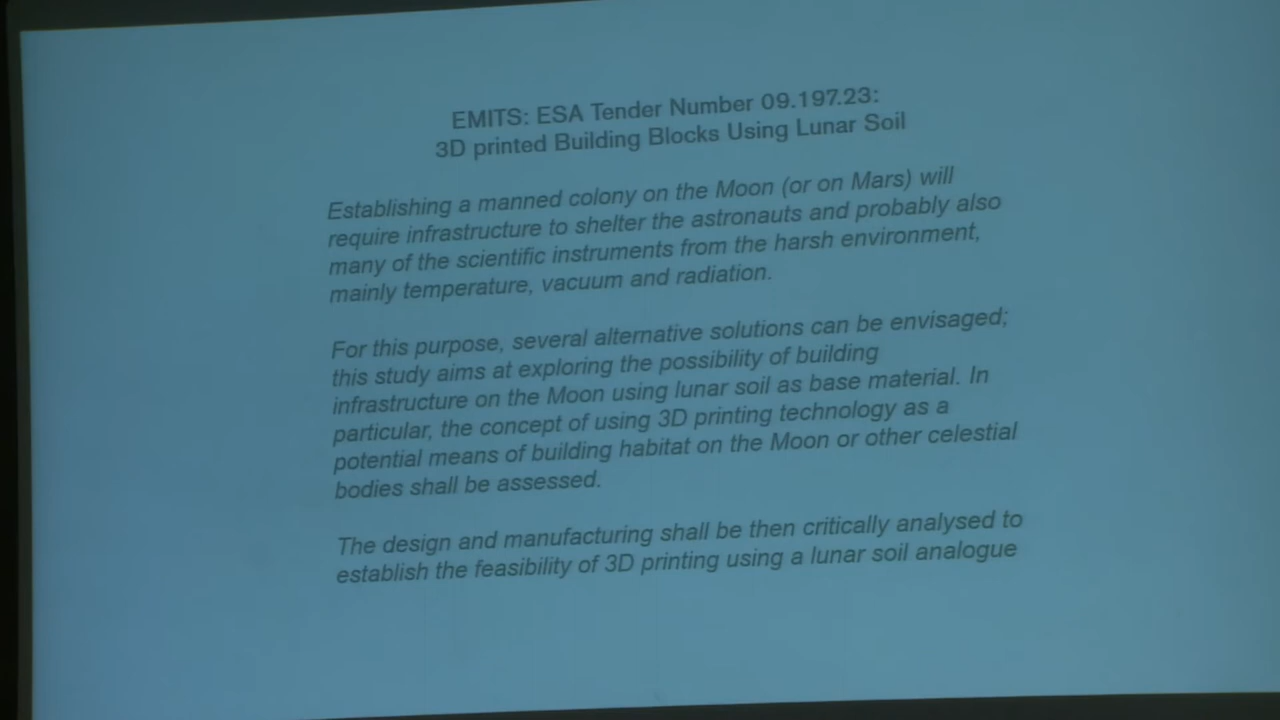 EMITS: ESA Tender Number 09.197.23:
3D printed Building Blocks Using Lunar Soil
Establishing a manned colony on the Moon (or on Mars) will
require infrastructure to shelter the astronauts and probably also
many of the scientific instruments from the harsh environment,
mainly temperature, vacuum and radiation.
For this purpose, several alternative solutions can be envisaged;
this study aims at exploring the possibility of building
infrastructure on the Moon using lunar soil as base material. In
particular, the concept of using 3D printing technology as a
potential means of building habitat on the Moon or other celestial
bodies shall be assessed.
The design and manufacturing shall be then critically analysed to
establish the feasibility of 3D printing using a lunar soil analogue